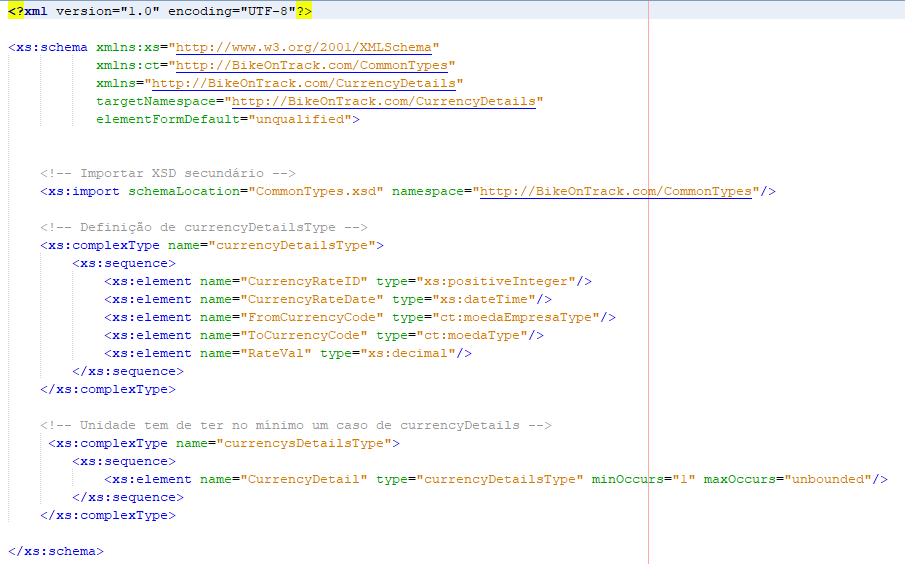 <?xml version="1.0" encoding="UTF-8"?>
<xs:schema xmlns:xs="http://www.w3.org/2001/XMLSchema"
xmlns:ct="http://BikeOnTrack.com/CommonTypes"
xmlns="http://BikeOnTrack.com/CurrencyDetails"
targetNamespace="http://BikeOnTrack.com/CurrencyDetails"
elementFormDefault="unqualified">
<!-- Importar XSD secundário -->
<xs:import schemaLocation="CommonTypes.xsd" namespace="http://BikeOnTrack.com/CommonTypes"/>
<!-- Definição de currencyDetailsType -->
<xs:complexType name="currencyDetailsType">
<xs:sequence>
<xs:element name="CurrencyRateID" type="xs:positiveInteger"/>
<xs:element name="CurrencyRateDate" type="xs:dateTime"/>
<xs:element name="FromCurrencyCode" type="ct:moedaEmpresaType"/>
<xs:element name="ToCurrencyCode" type="ct:moedaType"/>
<xs:element name="RateVal" type="xs:decimal"/>
</xs:sequence>
</xs:complexType>
<!-- Unidade tem de ter no mínimo um caso de currencyDetails -->
<xs:complexType name="currencysDetailsType">
<xs:sequence>
<xs:element name="CurrencyDetail" type="currencyDetailsType" minOccurs="1" maxOccurs="unbounded"/>
</xs:sequence>
</xs:complexType>
</xs:schema>